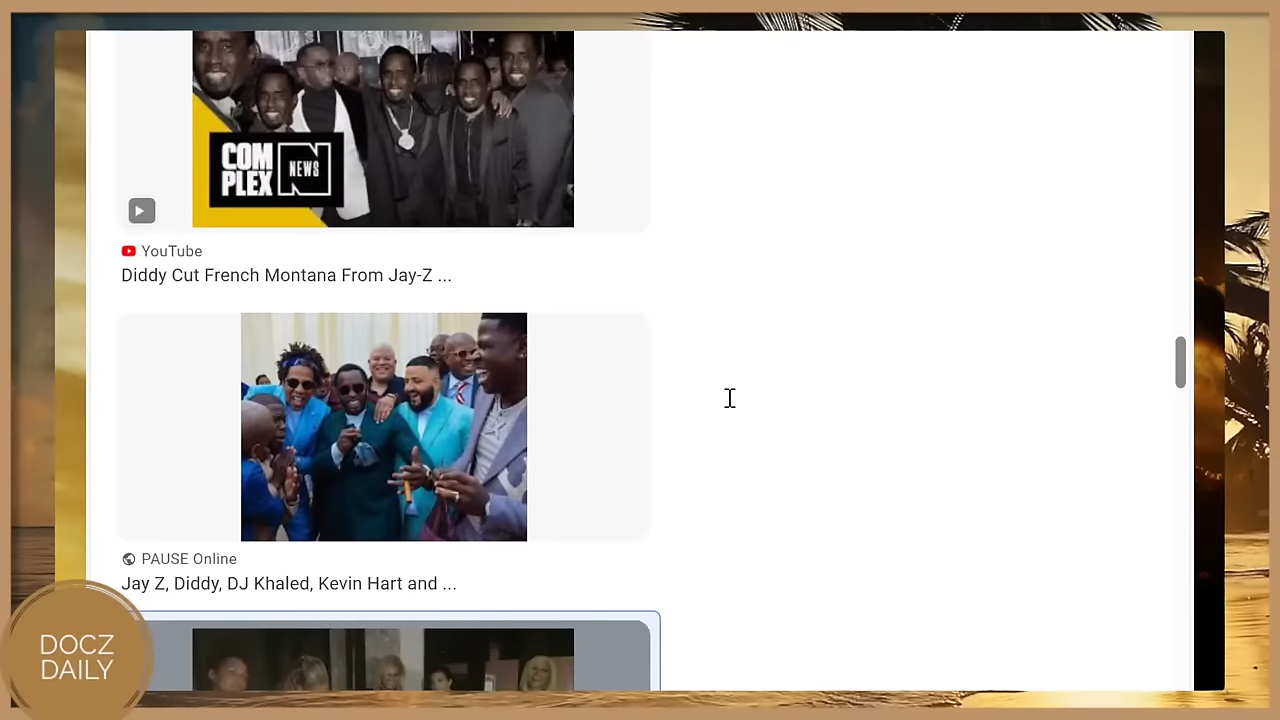 COM
PLEX
NEWS
YouTube
Diddy Cut French Montana From Jay-Z ...
PAUSE Online
Jay Z, Diddy, DJ Khaled, Kevin Hart and ...
DOCZ
DAILY